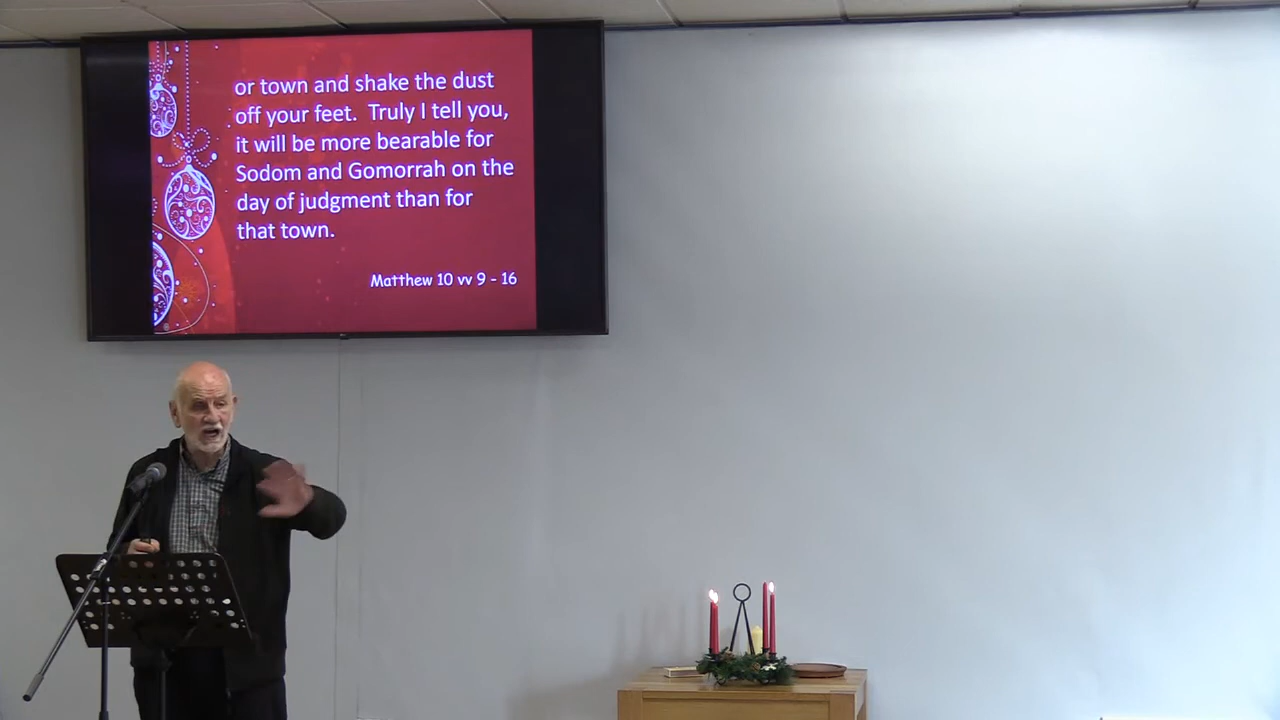 or town and shake the dust
off your feet.  Truly I tell you,
it will be more bearable for
Sodom and Gomorrah on the
day of judgment than for
that town.
Matthew 10 vv 9 - 16